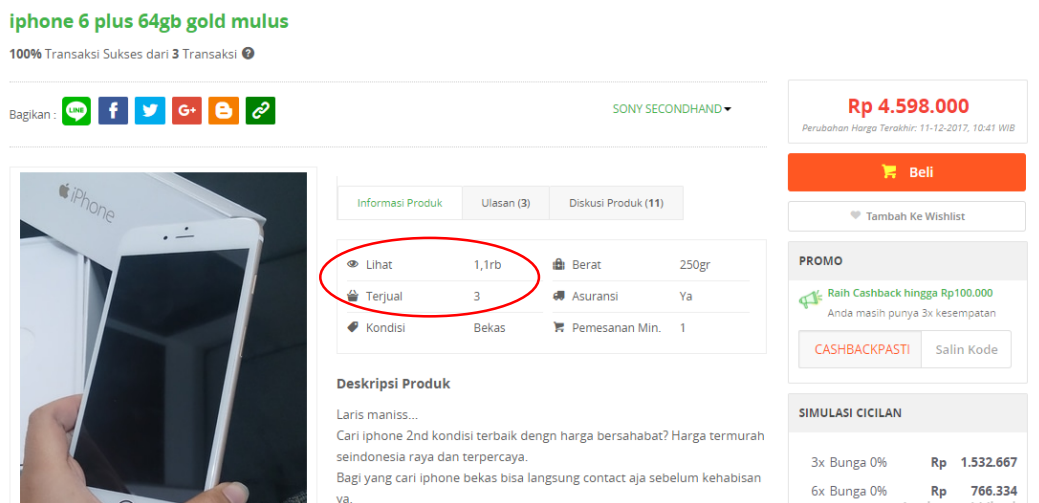 iphone 6 plus 64gb gold mulus
100% Transaksi Sukses dari 3 Transaksi ?
Bagikan :
LINE
G+
SONY SECONDHAND
Rp 4.598.000
Perubahan Harga Terakhir: 11-12-2017, 10:41 WIB
Beli
Tambah Ke Wishlist
iPhone
Informasi Produk
Ulasan (3)
Diskusi Produk (11)
Lihat 1,1rb Berat 250gr
Terjual 3 Asuransi Ya
Kondisi Bekas Pemesanan Min. 1
Deskripsi Produk
Laris maniss...
Cari iphone 2nd kondisi terbaik dengn harga bersahabat? Harga termurah
seindonesia raya dan terpercaya.
Bagi yang cari iphone bekas bisa langsung contact aja sebelum kehabisan
ya.
PROMO
Raih Cashback hingga Rp100.000
Anda masih punya 3x kesempatan
CASHBACKPASTI
Salin Kode
SIMULASI CICILAN
3x Bunga 0% Rp 1.532.667
6x Bunga 0% Rp 766.334